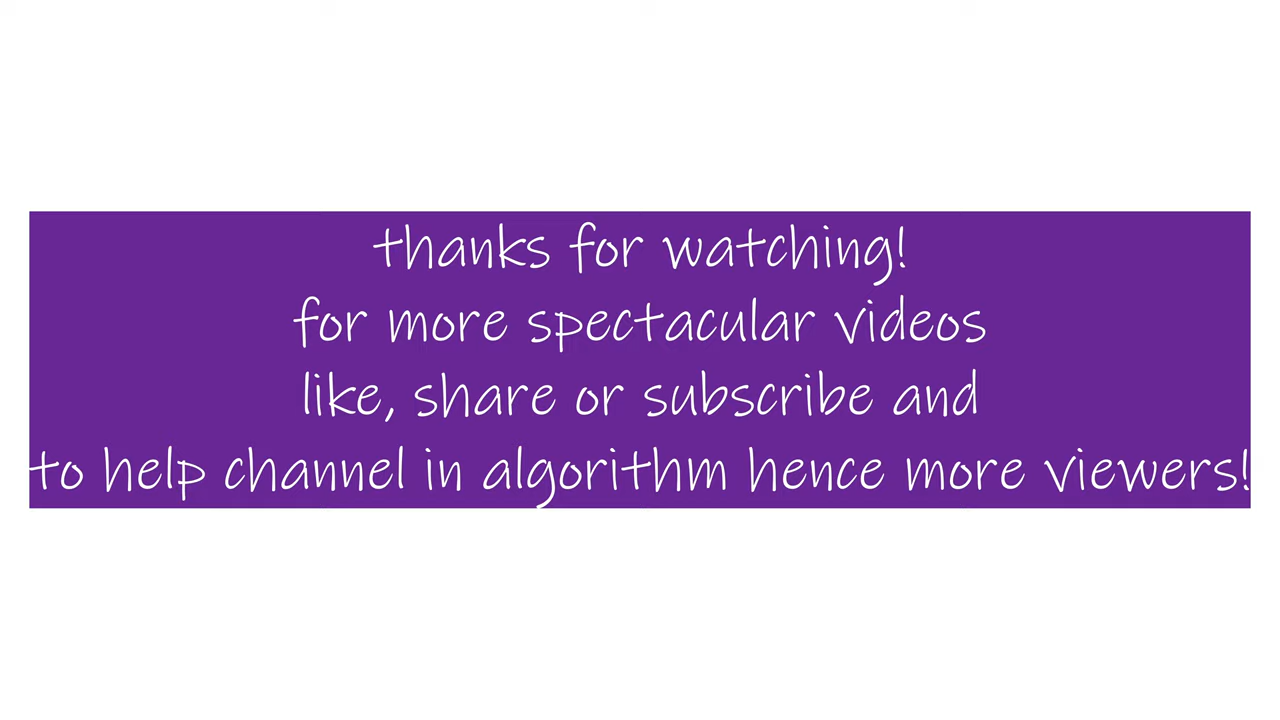 thanks for watching!
for more spectacular videos
like, share or subscribe and
to help channel in algorithm hence more viewers!